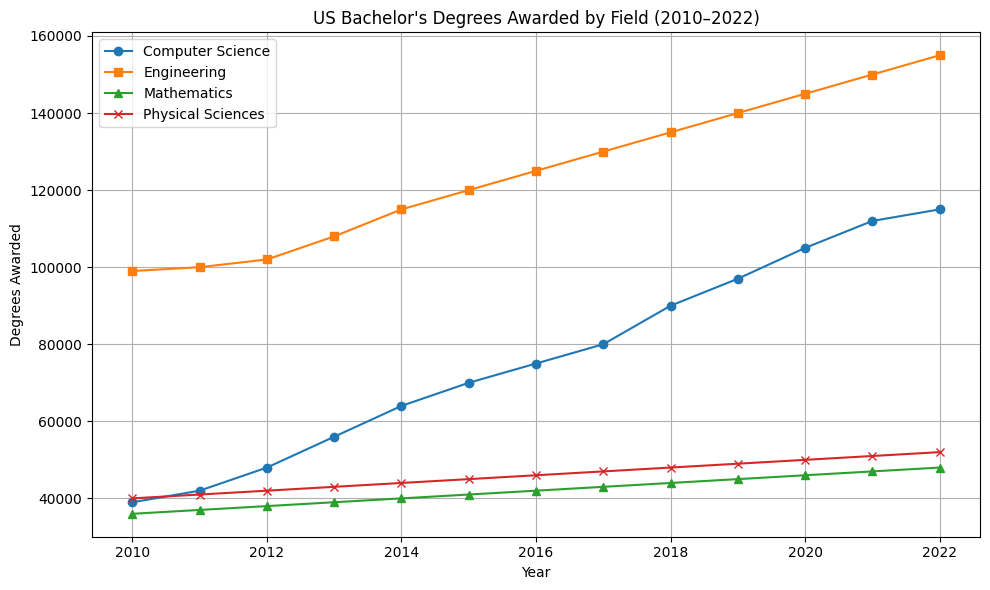 US Bachelor's Degrees Awarded by Field (2010–2022)
160000
140000
120000
100000
80000
60000
40000
Degrees Awarded
Computer Science
Engineering
Mathematics
Physical Sciences
2010 2012 2014 2016 2018 2020 2022
Year